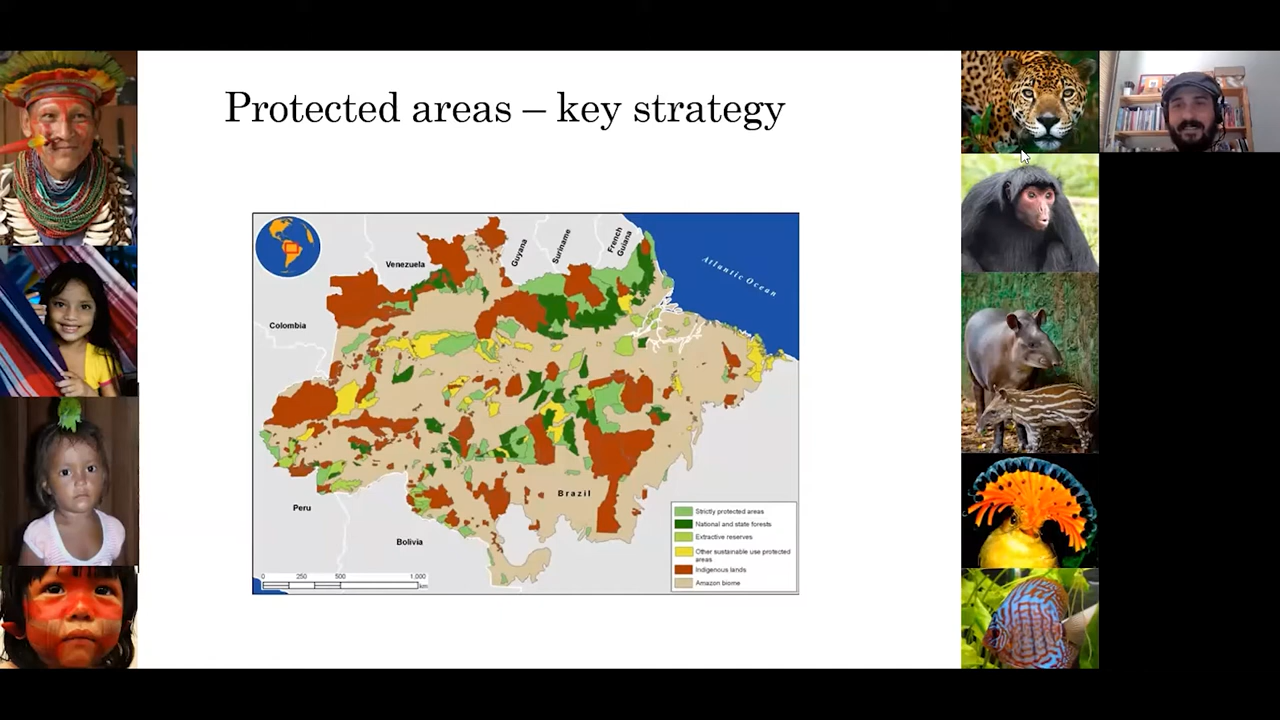 Protected areas – key strategy
Venezuela
Guyana
Suriname
French
Guiana
Atlantic Ocean
Colombia
Peru
Bolivia
Brazil
Strictly protected areas
National and state forests
Extractive reserves
Other sustainable use protected
areas
Indigenous lands
Amazon biome
0 250 500 1,000
km